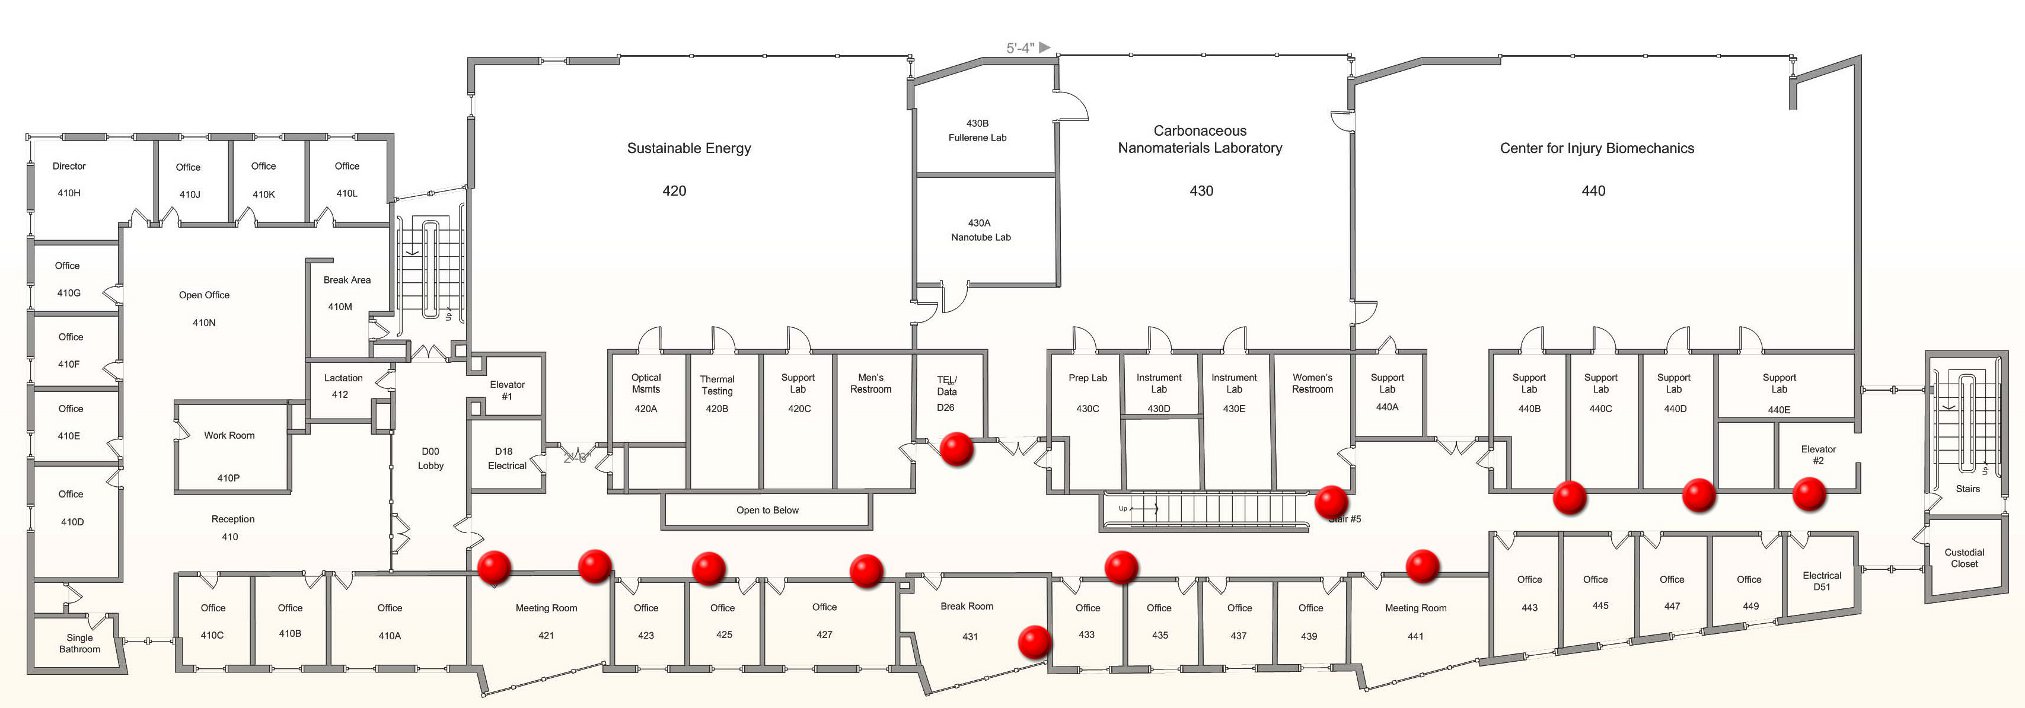 5'-4"
430B
Fullerene Lab
Carbonaceous
Nanomaterials Laboratory
430
Sustainable Energy
420
Center for Injury Biomechanics
440
Director
410H
Office
410J
Office
410K
Office
410L
430A
Nanotube Lab
Office
410G
Open Office
410N
Break Area
410M
Up
Office
410F
Lactation
412
Elevator
#1
Optical
Msmts
420A
Thermal
Testing
420B
Support
Lab
420C
Men's
Restroom
TEL/
Data
D26
Prep Lab
430C
Instrument
Lab
430D
Instrument
Lab
430E
Women's
Restroom
Support
Lab
440A
Support
Lab
440B
Support
Lab
440C
Support
Lab
440D
Support
Lab
440E
Office
410E
Work Room
410P
D00
Lobby
D18
Electrical
Elevator
#2
Up
Stairs
Office
410D
Reception
410
Open to Below
Up
Stair #5
Custodial
Closet
Single
Bathroom
Office
410C
Office
410B
Office
410A
Meeting Room
421
Office
423
Office
425
Office
427
Break Room
431
Office
433
Office
435
Office
437
Office
439
Meeting Room
441
Office
443
Office
445
Office
447
Office
449
Electrical
D51